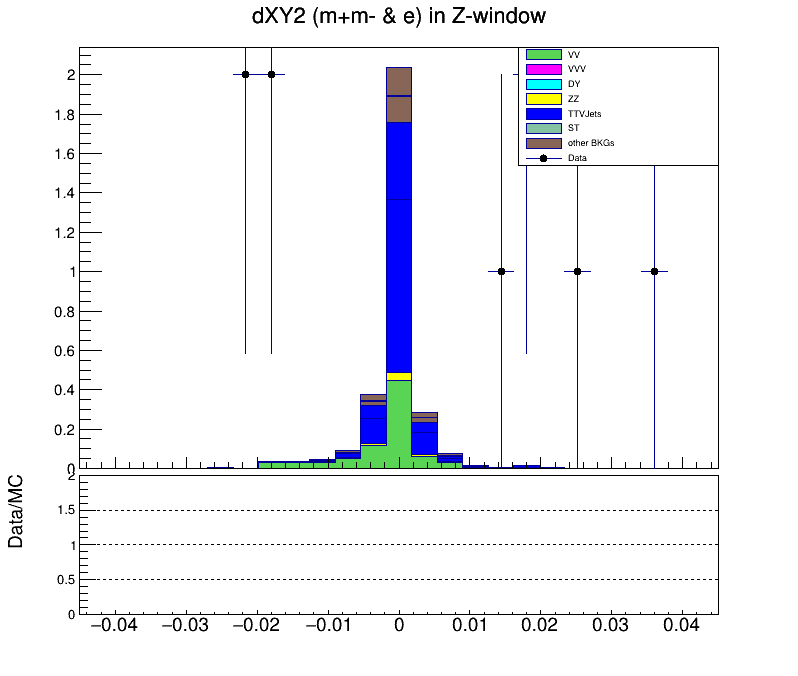 dXY2 (m+m- & e) in Z-window
VV
VVV
DY
ZZ
TTVJets
ST
other BKGs
Data
2
1.8
1.6
1.4
1.2
1
0.8
0.6
0.4
0.2
0
Data/MC
2
1.5
1
0.5
0
−0.04 −0.03 −0.02 −0.01 0 0.01 0.02 0.03 0.04